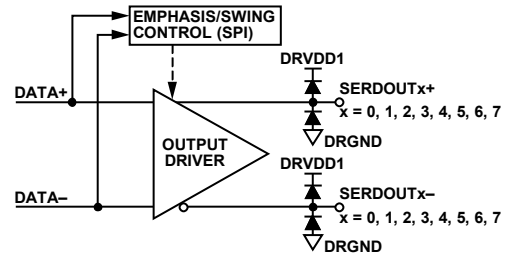 EMPHASIS/SWING
CONTROL (SPI)
DRVDD1
DATA+
SERDOUTx+
x = 0, 1, 2, 3, 4, 5, 6, 7
OUTPUT
DRIVER
DRGND
DRVDD1
DATA–
SERDOUTx–
x = 0, 1, 2, 3, 4, 5, 6, 7
DRGND